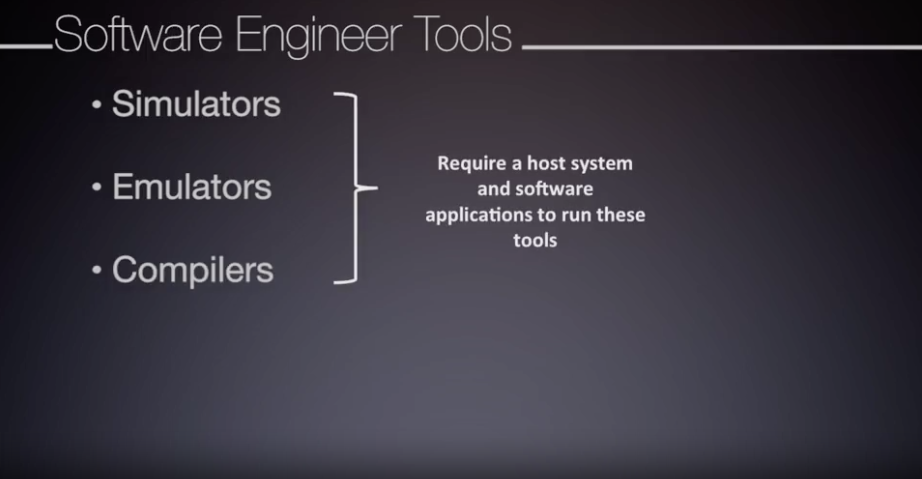 Software Engineer Tools
• Simulators
• Emulators
• Compilers
Require a host system
and software
applications to run these
tools